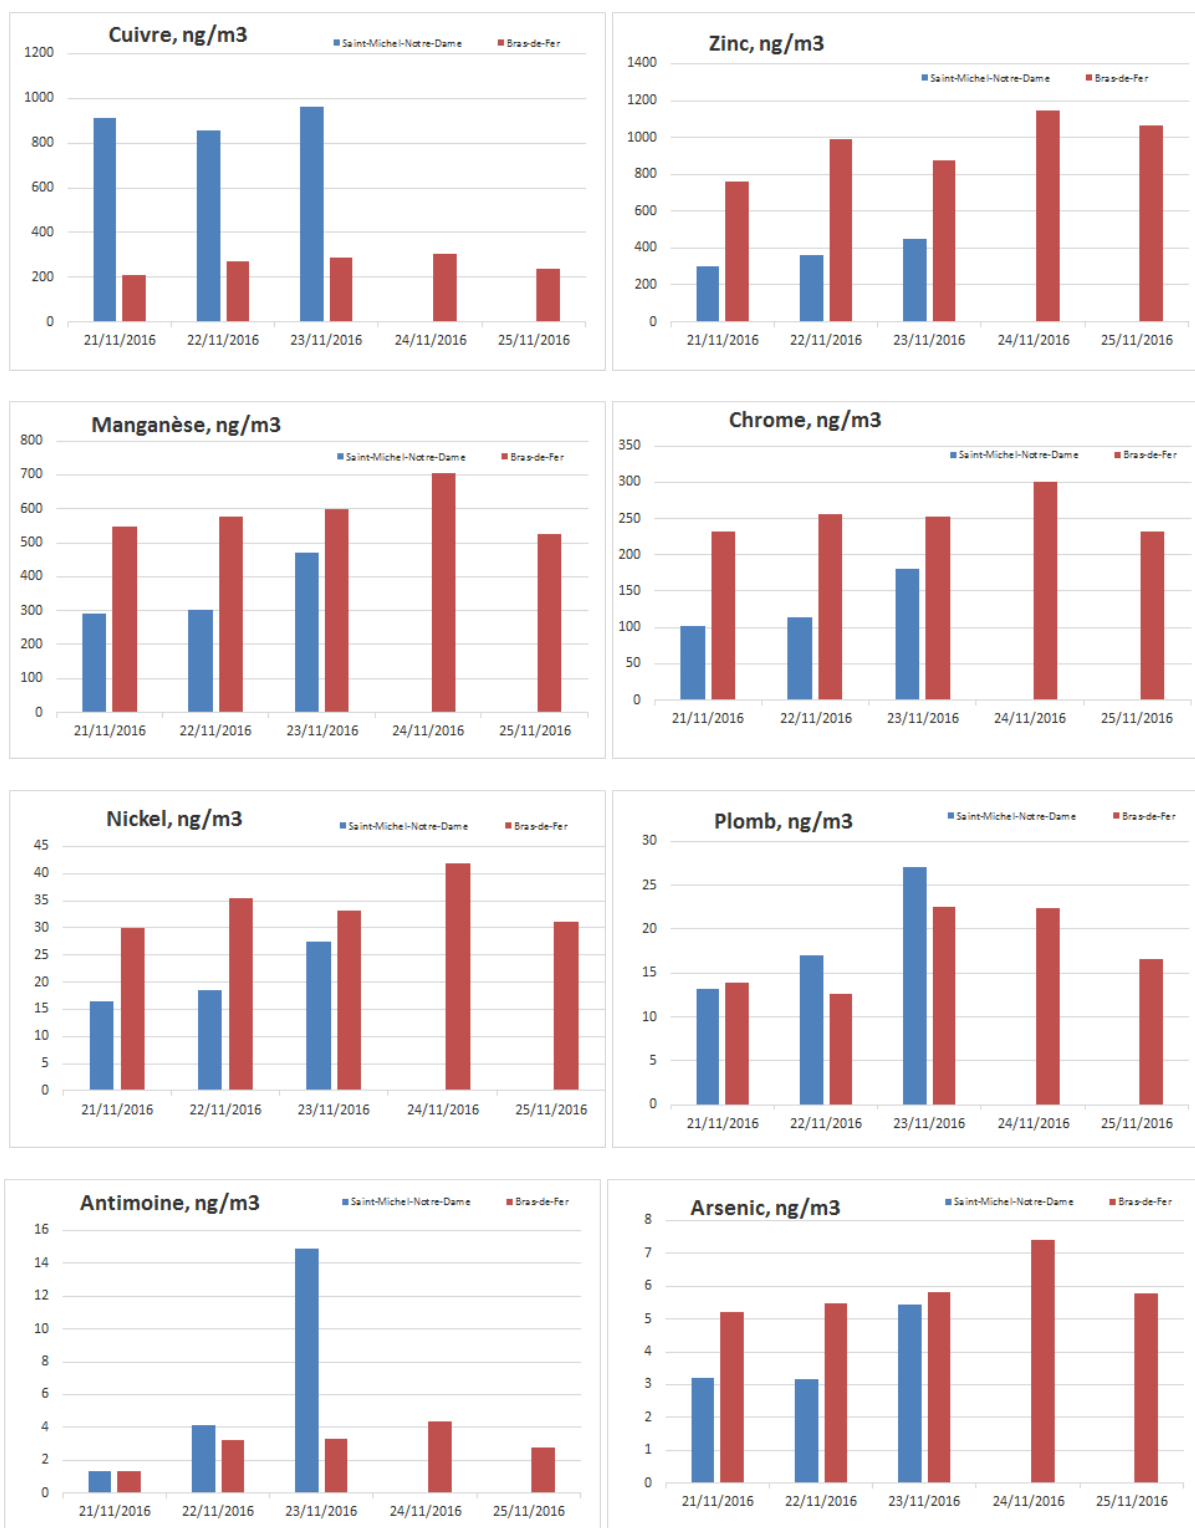 Cuivre, ng/m3
Saint-Michel-Notre-Dame Bras-de-Fer
1200
1000
800
600
400
200
0
21/11/2016 22/11/2016 23/11/2016 24/11/2016 25/11/2016
Zinc, ng/m3
Saint-Michel-Notre-Dame Bras-de-Fer
1400
1200
1000
800
600
400
200
0
21/11/2016 22/11/2016 23/11/2016 24/11/2016 25/11/2016
Manganèse, ng/m3
Saint-Michel-Notre-Dame Bras-de-Fer
800
700
600
500
400
300
200
100
0
21/11/2016 22/11/2016 23/11/2016 24/11/2016 25/11/2016
Chrome, ng/m3
Saint-Michel-Notre-Dame Bras-de-Fer
350
300
250
200
150
100
50
0
21/11/2016 22/11/2016 23/11/2016 24/11/2016 25/11/2016
Nickel, ng/m3
Saint-Michel-Notre-Dame Bras-de-Fer
45
40
35
30
25
20
15
10
5
0
21/11/2016 22/11/2016 23/11/2016 24/11/2016 25/11/2016
Plomb, ng/m3
Saint-Michel-Notre-Dame Bras-de-Fer
30
25
20
15
10
5
0
21/11/2016 22/11/2016 23/11/2016 24/11/2016 25/11/2016
Antimoine, ng/m3
Saint-Michel-Notre-Dame Bras-de-Fer
16
14
12
10
8
6
4
2
0
21/11/2016 22/11/2016 23/11/2016 24/11/2016 25/11/2016
Arsenic, ng/m3
Saint-Michel-Notre-Dame Bras-de-Fer
8
7
6
5
4
3
2
1
0
21/11/2016 22/11/2016 23/11/2016 24/11/2016 25/11/2016